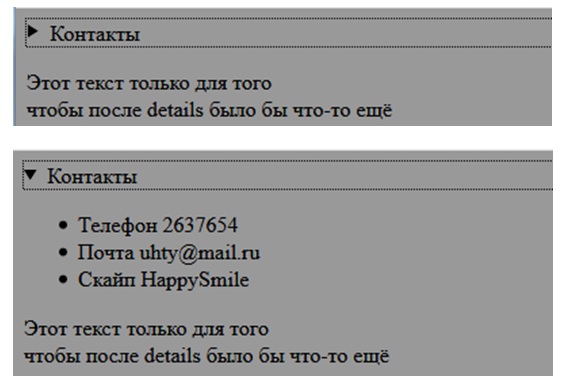 Контакты
Этот текст только для того
чтобы после details было бы что-то ещё
Контакты
Телефон 2637654
Почта uhty@mail.ru
Скайп HappySmile
Этот текст только для того
чтобы после details было бы что-то ещё